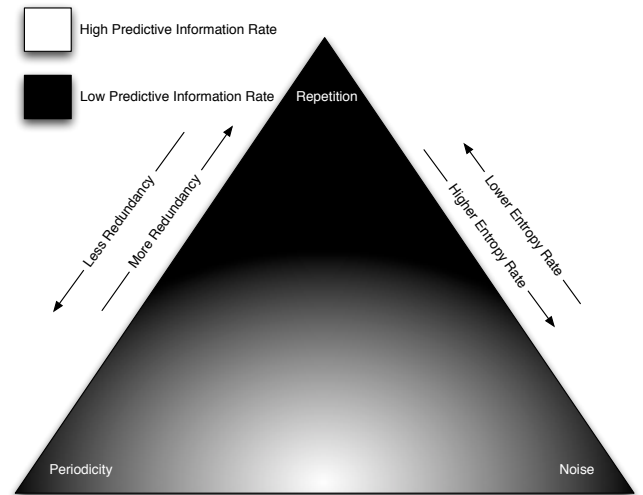 High Predictive Information Rate
Low Predictive Information Rate
Repetition
Less Redundancy
More Redundancy
Higher Entropy Rate
Lower Entropy Rate
Periodicity
Noise